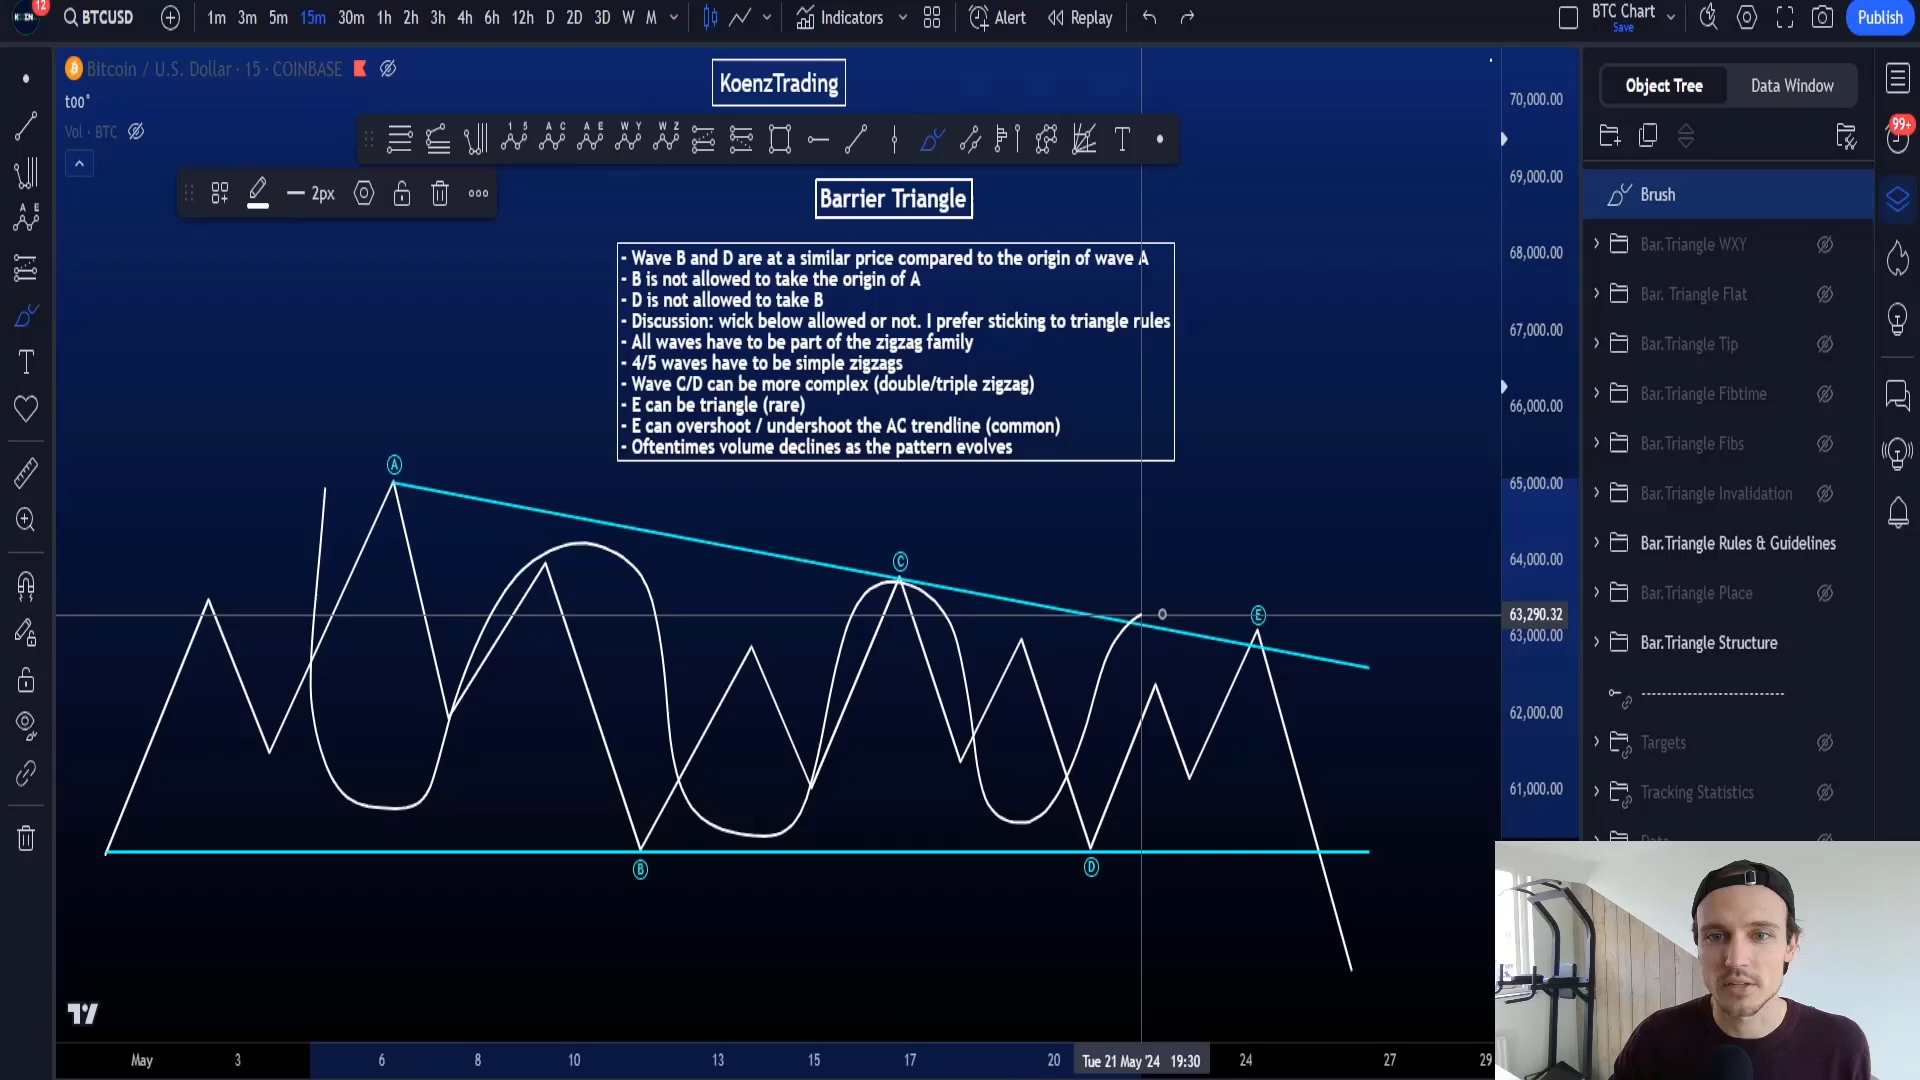 12
BTCUSD
1m 3m 5m 15m 30m 1h 2h 3h 4h 6h 12h D 2D 3D W M
Indicators
Alert
Replay
BTC Chart
Save
Publish
Bitcoin / U.S. Dollar · 15 · COINBASE
too°
Vol · BTC
KoenzTrading
2px
Barrier Triangle
- Wave B and D are at a similar price compared to the origin of wave A
- B is not allowed to take the origin of A
- D is not allowed to take B
- Discussion: wick below allowed or not. I prefer sticking to triangle rules
- All waves have to be part of the zigzag family
- 4/5 waves have to be simple zigzags
- Wave C/D can be more complex (double/triple zigzag)
- E can be triangle (rare)
- E can overshoot / undershoot the AC trendline (common)
- Oftentimes volume declines as the pattern evolves
A
C
E
B
D
70,000.00
69,000.00
68,000.00
67,000.00
66,000.00
65,000.00
64,000.00
63,290.32
63,000.00
62,000.00
61,000.00
May 3 6 8 10 13 15 17 20 Tue 21 May '24 19:30 24 27 29
Object Tree
Data Window
99+
Brush
Bar.Triangle WXY
Bar. Triangle Flat
Bar.Triangle Tip
Bar.Triangle Fibtime
Bar.Triangle Fibs
Bar.Triangle Invalidation
Bar.Triangle Rules & Guidelines
Bar.Triangle Place
Bar.Triangle Structure
--------------------------
Targets
Tracking Statistics